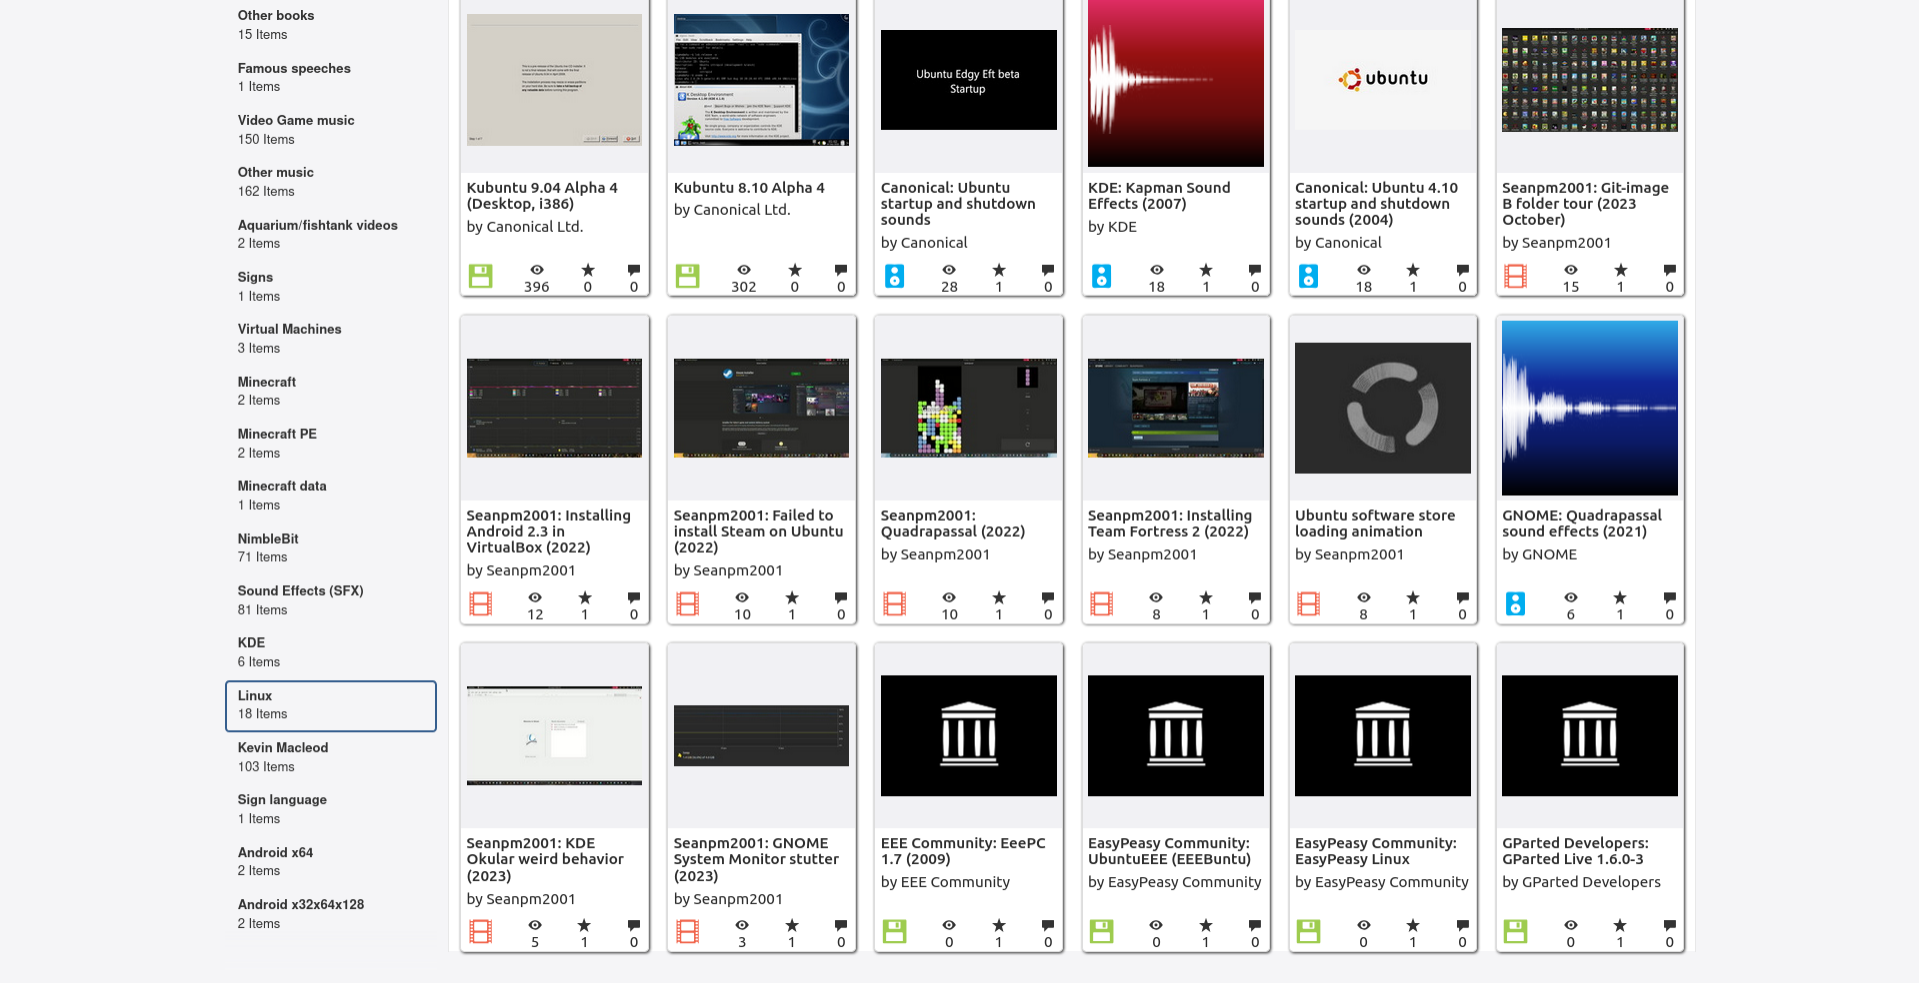 Other books
15 Items
Famous speeches
1 Items
Video Game music
150 Items
Other music
162 Items
Aquarium/fishtank videos
2 Items
Signs
1 Items
Virtual Machines
3 Items
Minecraft
2 Items
Minecraft PE
2 Items
Minecraft data
1 Items
NimbleBit
71 Items
Sound Effects (SFX)
81 Items
KDE
6 Items
Linux
18 Items
Kevin Macleod
103 Items
Sign language
1 Items
Android x64
2 Items
Android x32x64x128
2 Items
Kubuntu 9.04 Alpha 4
(Desktop, i386)
by Canonical Ltd.
396 0 0
Kubuntu 8.10 Alpha 4
by Canonical Ltd.
302 0 0
Ubuntu Edgy Eft beta
Startup
Canonical: Ubuntu
startup and shutdown
sounds
by Canonical
28 1 0
KDE: Kapman Sound
Effects (2007)
by KDE
18 1 0
ubuntu
Canonical: Ubuntu 4.10
startup and shutdown
sounds (2004)
by Canonical
18 1 0
Seanpm2001: Git-image
B folder tour (2023
October)
by Seanpm2001
15 1 0
Seanpm2001: Installing
Android 2.3 in
VirtualBox (2022)
by Seanpm2001
12 1 0
Seanpm2001: Failed to
install Steam on Ubuntu
(2022)
by Seanpm2001
10 1 0
Seanpm2001:
Quadrapassal (2022)
by Seanpm2001
10 1 0
Seanpm2001: Installing
Team Fortress 2 (2022)
by Seanpm2001
8 1 0
Ubuntu software store
loading animation
by Seanpm2001
8 1 0
GNOME: Quadrapassal
sound effects (2021)
by GNOME
6 1 0
Seanpm2001: KDE
Okular weird behavior
(2023)
by Seanpm2001
5 1 0
Seanpm2001: GNOME
System Monitor stutter
(2023)
by Seanpm2001
3 1 0
EEE Community: EeePC
1.7 (2009)
by EEE Community
0 1 0
EasyPeasy Community:
UbuntuEEE (EEEBuntu)
by EasyPeasy Community
0 1 0
EasyPeasy Community:
EasyPeasy Linux
by EasyPeasy Community
0 1 0
GParted Developers:
GParted Live 1.6.0-3
by GParted Developers
0 1 0